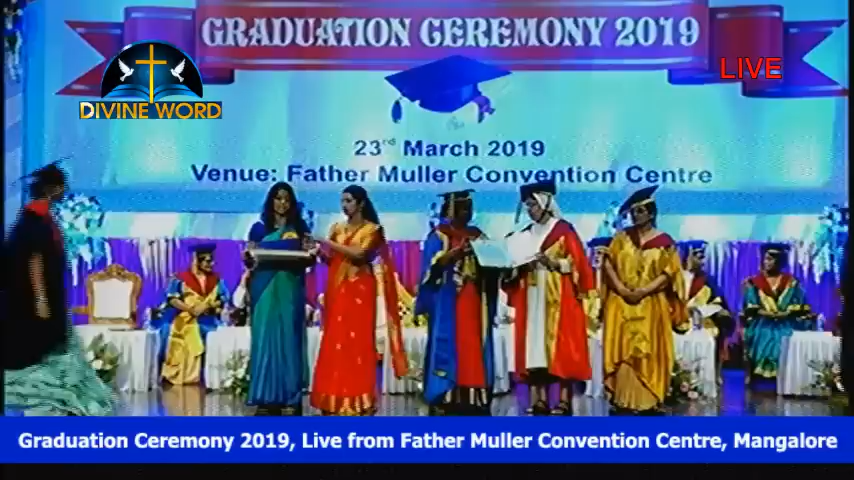 GRADUATION CEREMONY 2019
LIVE
DIVINE WORD
23rd March 2019
Venue: Father Muller Convention Centre
Graduation Ceremony 2019, Live from Father Muller Convention Centre, Mangalore